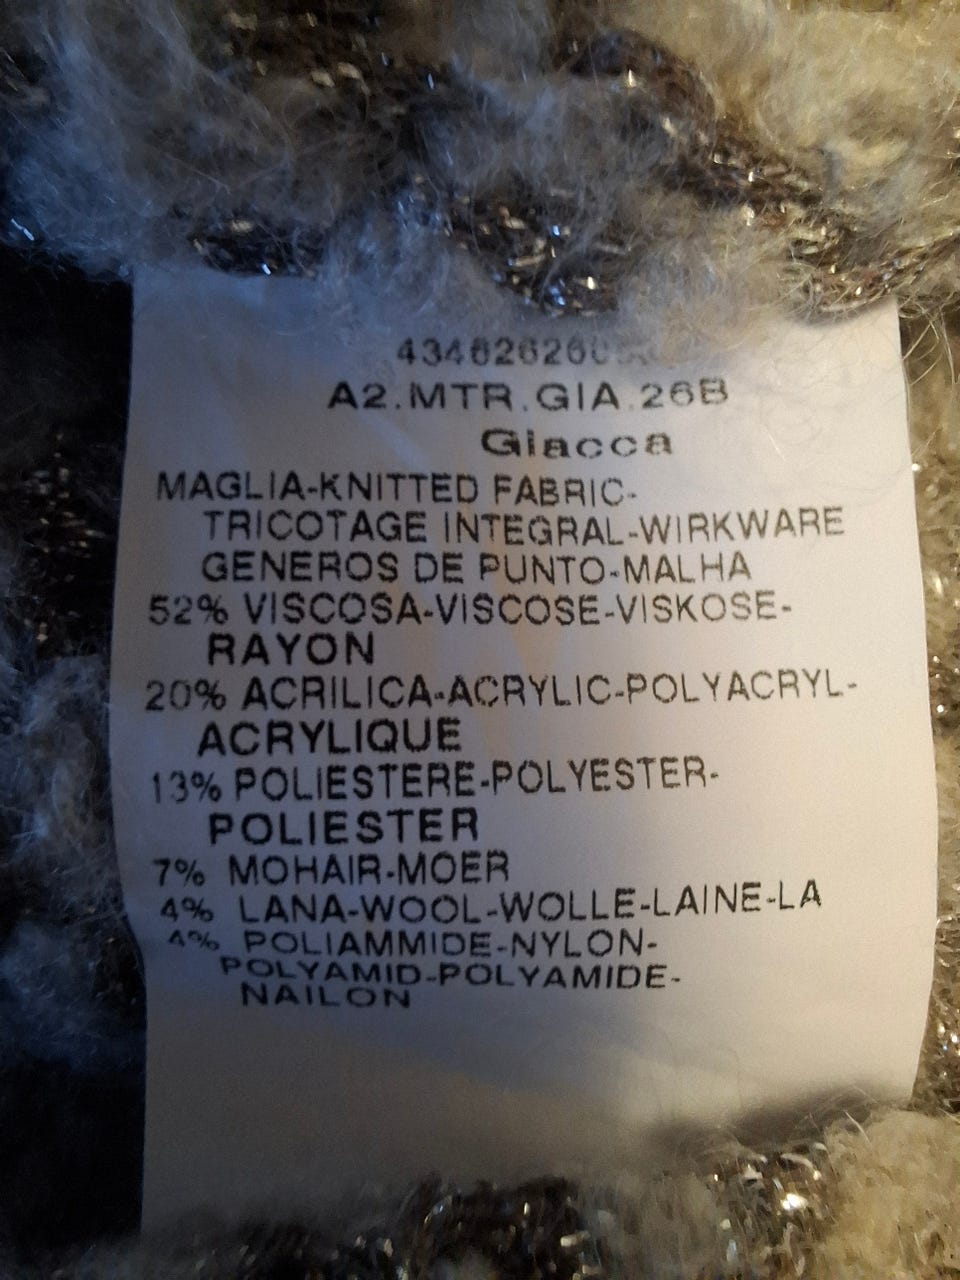 A2.MTR.GIA.26B
Giacca
MAGLIA-KNITTED FABRIC-
TRICOTAGE INTEGRAL-WIRKWARE
GENEROS DE PUNTO-MALHA
52% VISCOSA-VISCOSE-VISKOSE-
RAYON
20% ACRILICA-ACRYLIC-POLYACRYL-
ACRYLIQUE
13% POLIESTERE-POLYESTER-
POLIESTER
7% MOHAIR-MOER
4% LANA-WOOL-WOLLE-LAINE-LA
4% POLIAMMIDE-NYLON-
POLYAMID-POLYAMIDE-
NAILON